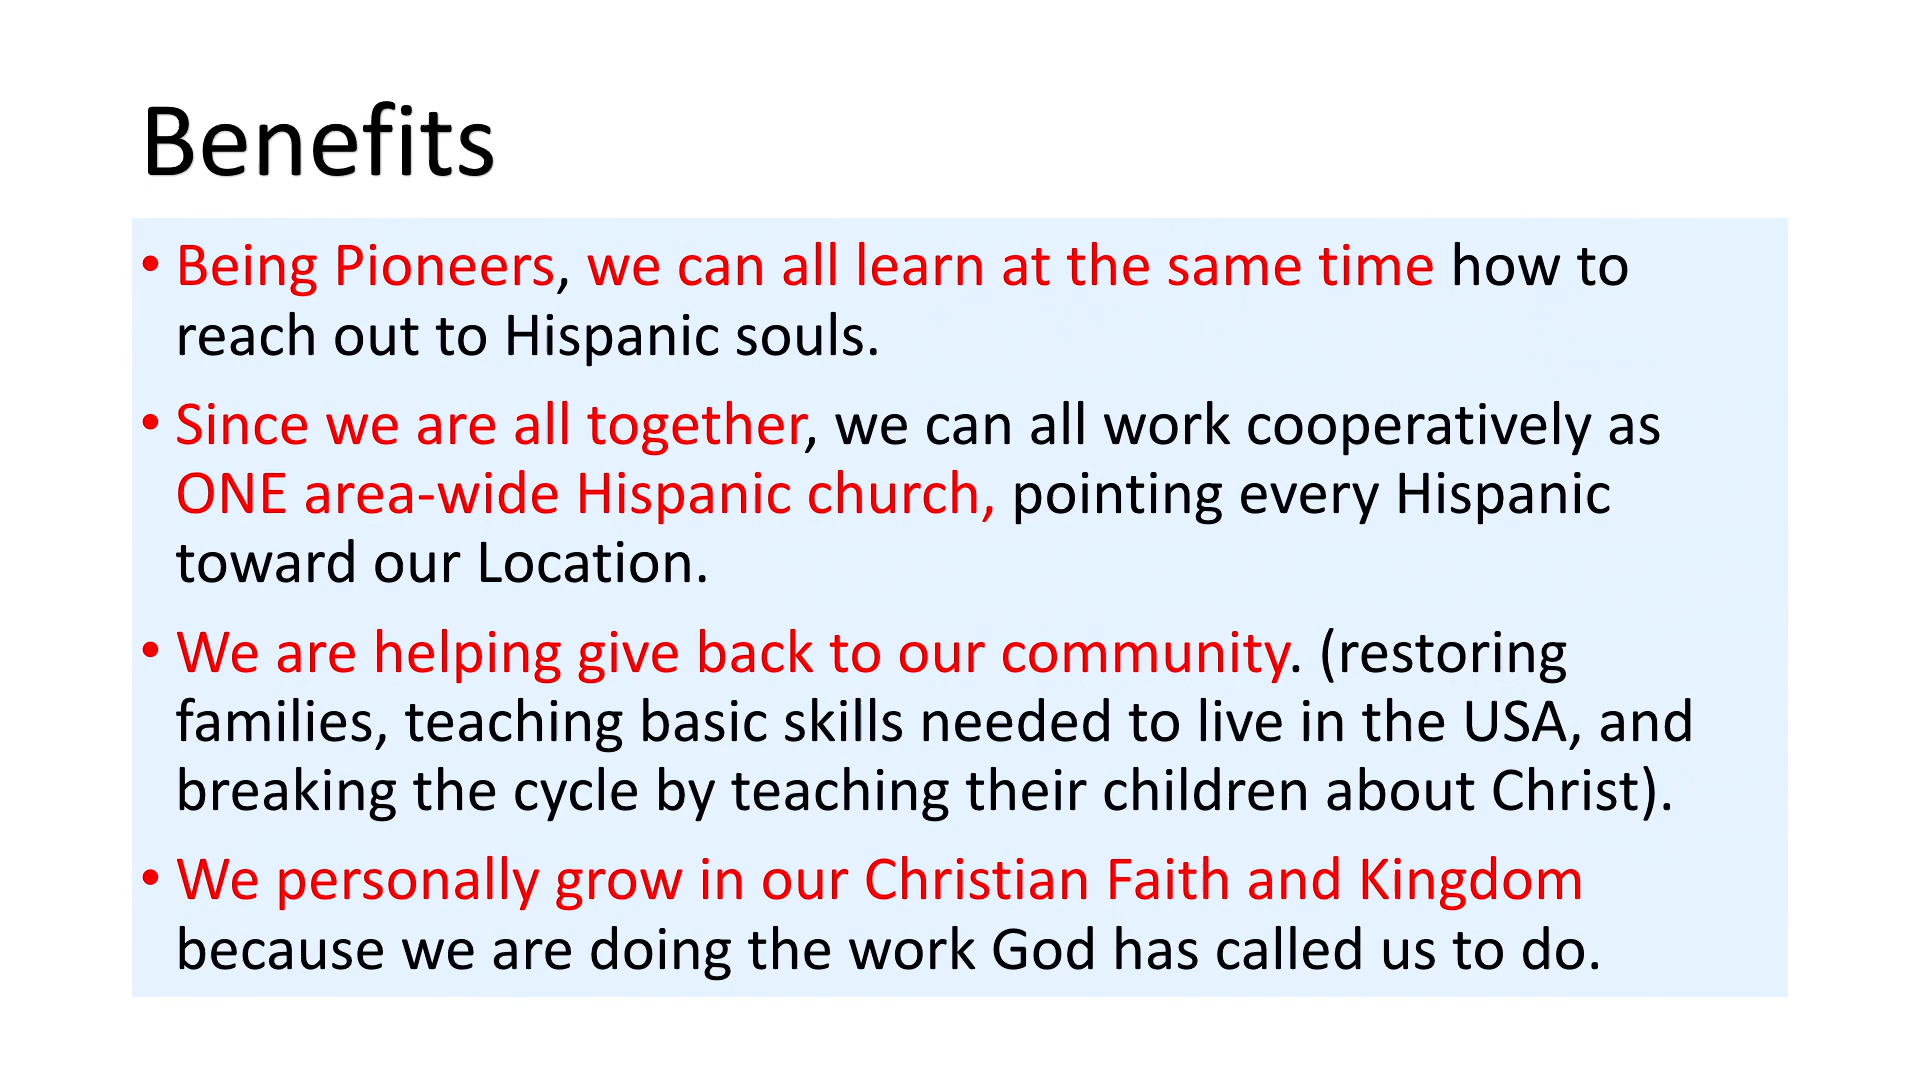 Benefits
• Being Pioneers, we can all learn at the same time how to
reach out to Hispanic souls.
• Since we are all together, we can all work cooperatively as
ONE area-wide Hispanic church, pointing every Hispanic
toward our Location.
• We are helping give back to our community. (restoring
families, teaching basic skills needed to live in the USA, and
breaking the cycle by teaching their children about Christ).
• We personally grow in our Christian Faith and Kingdom
because we are doing the work God has called us to do.